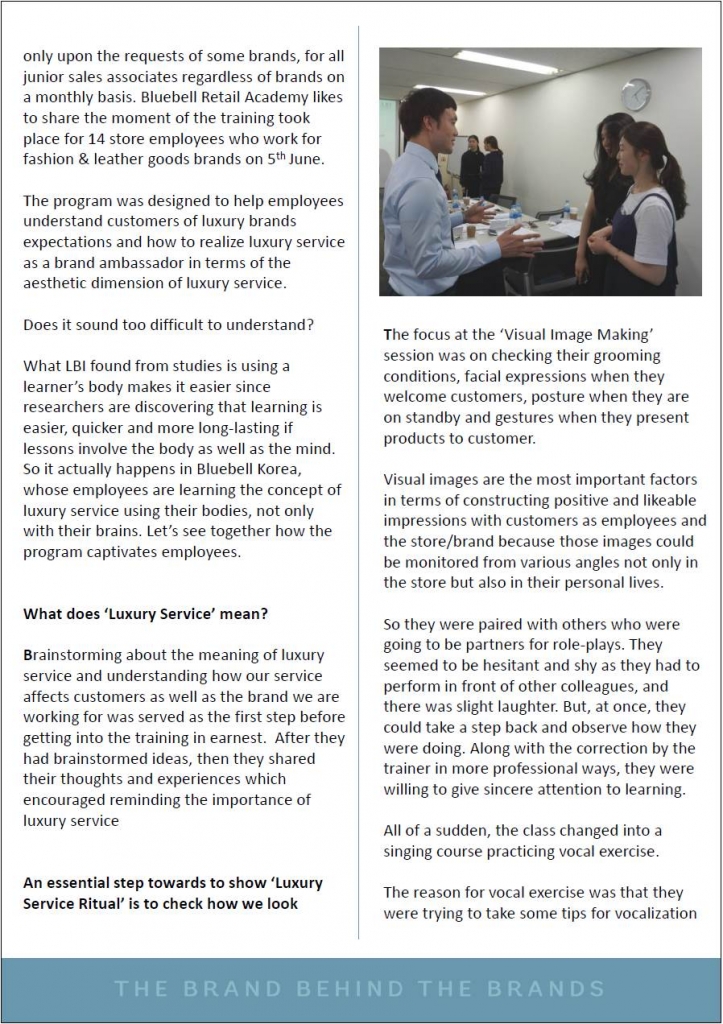 only upon the requests of some brands, for all
junior sales associates regardless of brands on
a monthly basis. Bluebell Retail Academy likes
to share the moment of the training took
place for 14 store employees who work for
fashion & leather goods brands on 5th June.
The program was designed to help employees
understand customers of luxury brands
expectations and how to realize luxury service
as a brand ambassador in terms of the
aesthetic dimension of luxury service.
Does it sound too difficult to understand?
What LBI found from studies is using a
learner's body makes it easier since
researchers are discovering that learning is
easier, quicker and more long-lasting if
lessons involve the body as well as the mind.
So it actually happens in Bluebell Korea,
whose employees are learning the concept of
luxury service using their bodies, not only
with their brains. Let's see together how the
program captivates employees.
What does 'Luxury Service' mean?
Brainstorming about the meaning of luxury
service and understanding how our service
affects customers as well as the brand we are
working for was served as the first step before
getting into the training in earnest.  After they
had brainstormed ideas, then they shared
their thoughts and experiences which
encouraged reminding the importance of
luxury service
An essential step towards to show 'Luxury
Service Ritual' is to check how we look
The focus at the 'Visual Image Making'
session was on checking their grooming
conditions, facial expressions when they
welcome customers, posture when they are
on standby and gestures when they present
products to customer.
Visual images are the most important factors
in terms of constructing positive and likeable
impressions with customers as employees and
the store/brand because those images could
be monitored from various angles not only in
the store but also in their personal lives.
So they were paired with others who were
going to be partners for role-plays. They
seemed to be hesitant and shy as they had to
perform in front of other colleagues, and
there was slight laughter. But, at once, they
could take a step back and observe how they
were doing. Along with the correction by the
trainer in more professional ways, they were
willing to give sincere attention to learning.
All of a sudden, the class changed into a
singing course practicing vocal exercise.
The reason for vocal exercise was that they
were trying to take some tips for vocalization
THE BRAND BEHIND THE BRANDS